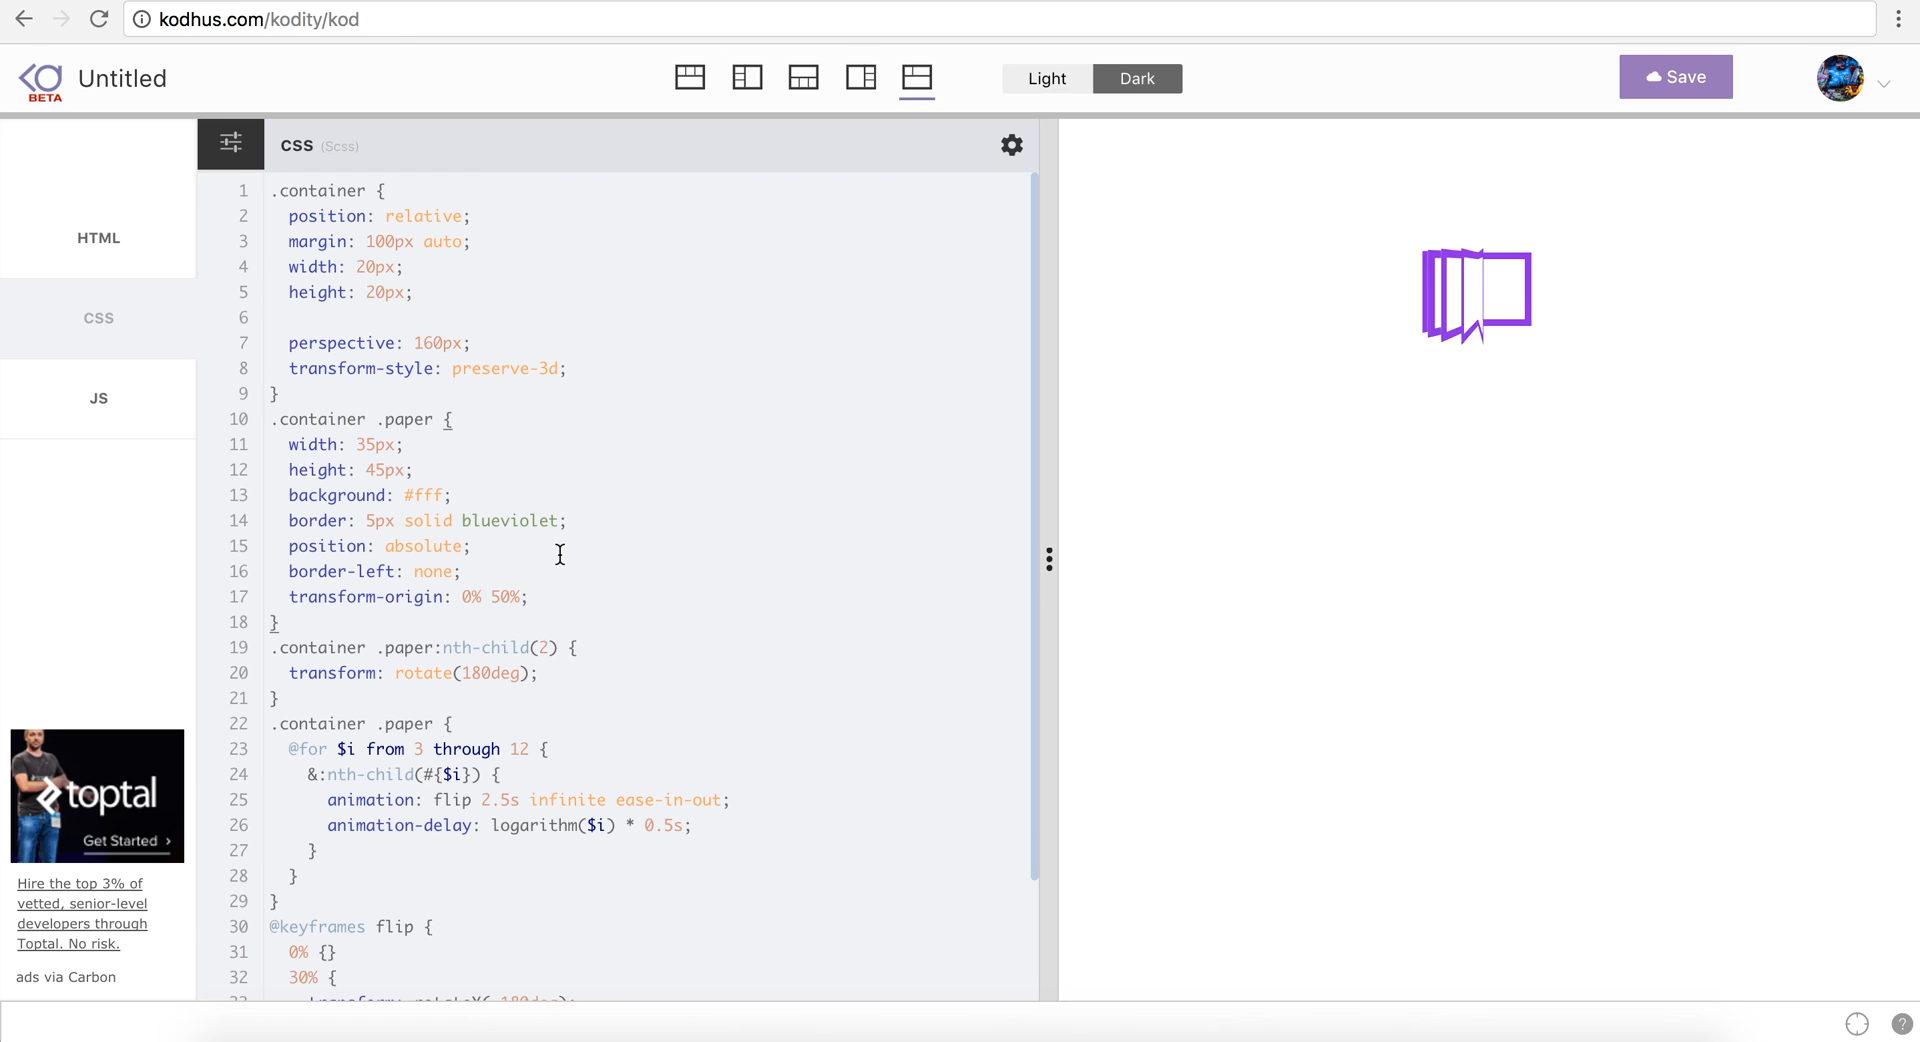 kodhus.com/kodity/kod
BETA
Untitled
Light
Dark
Save
HTML
CSS
JS
CSS (Scss)
1 .container {
2 position: relative;
3 margin: 100px auto;
4 width: 20px;
5 height: 20px;
6
7 perspective: 160px;
8 transform-style: preserve-3d;
9 }
10 .container .paper {
11 width: 35px;
12 height: 45px;
13 background: #fff;
14 border: 5px solid blueviolet;
15 position: absolute;
16 border-left: none;
17 transform-origin: 0% 50%;
18 }
19 .container .paper:nth-child(2) {
20 transform: rotate(180deg);
21 }
22 .container .paper {
23 @for $i from 3 through 12 {
24 &:nth-child(#{$i}) {
25 animation: flip 2.5s infinite ease-in-out;
26 animation-delay: logarithm($i) * 0.5s;
27 }
28 }
29 }
30 @keyframes flip {
31 0% {}
32 30% {
toptal
Get Started ›
Hire the top 3% of
vetted, senior-level
developers through
Toptal. No risk.
ads via Carbon
?